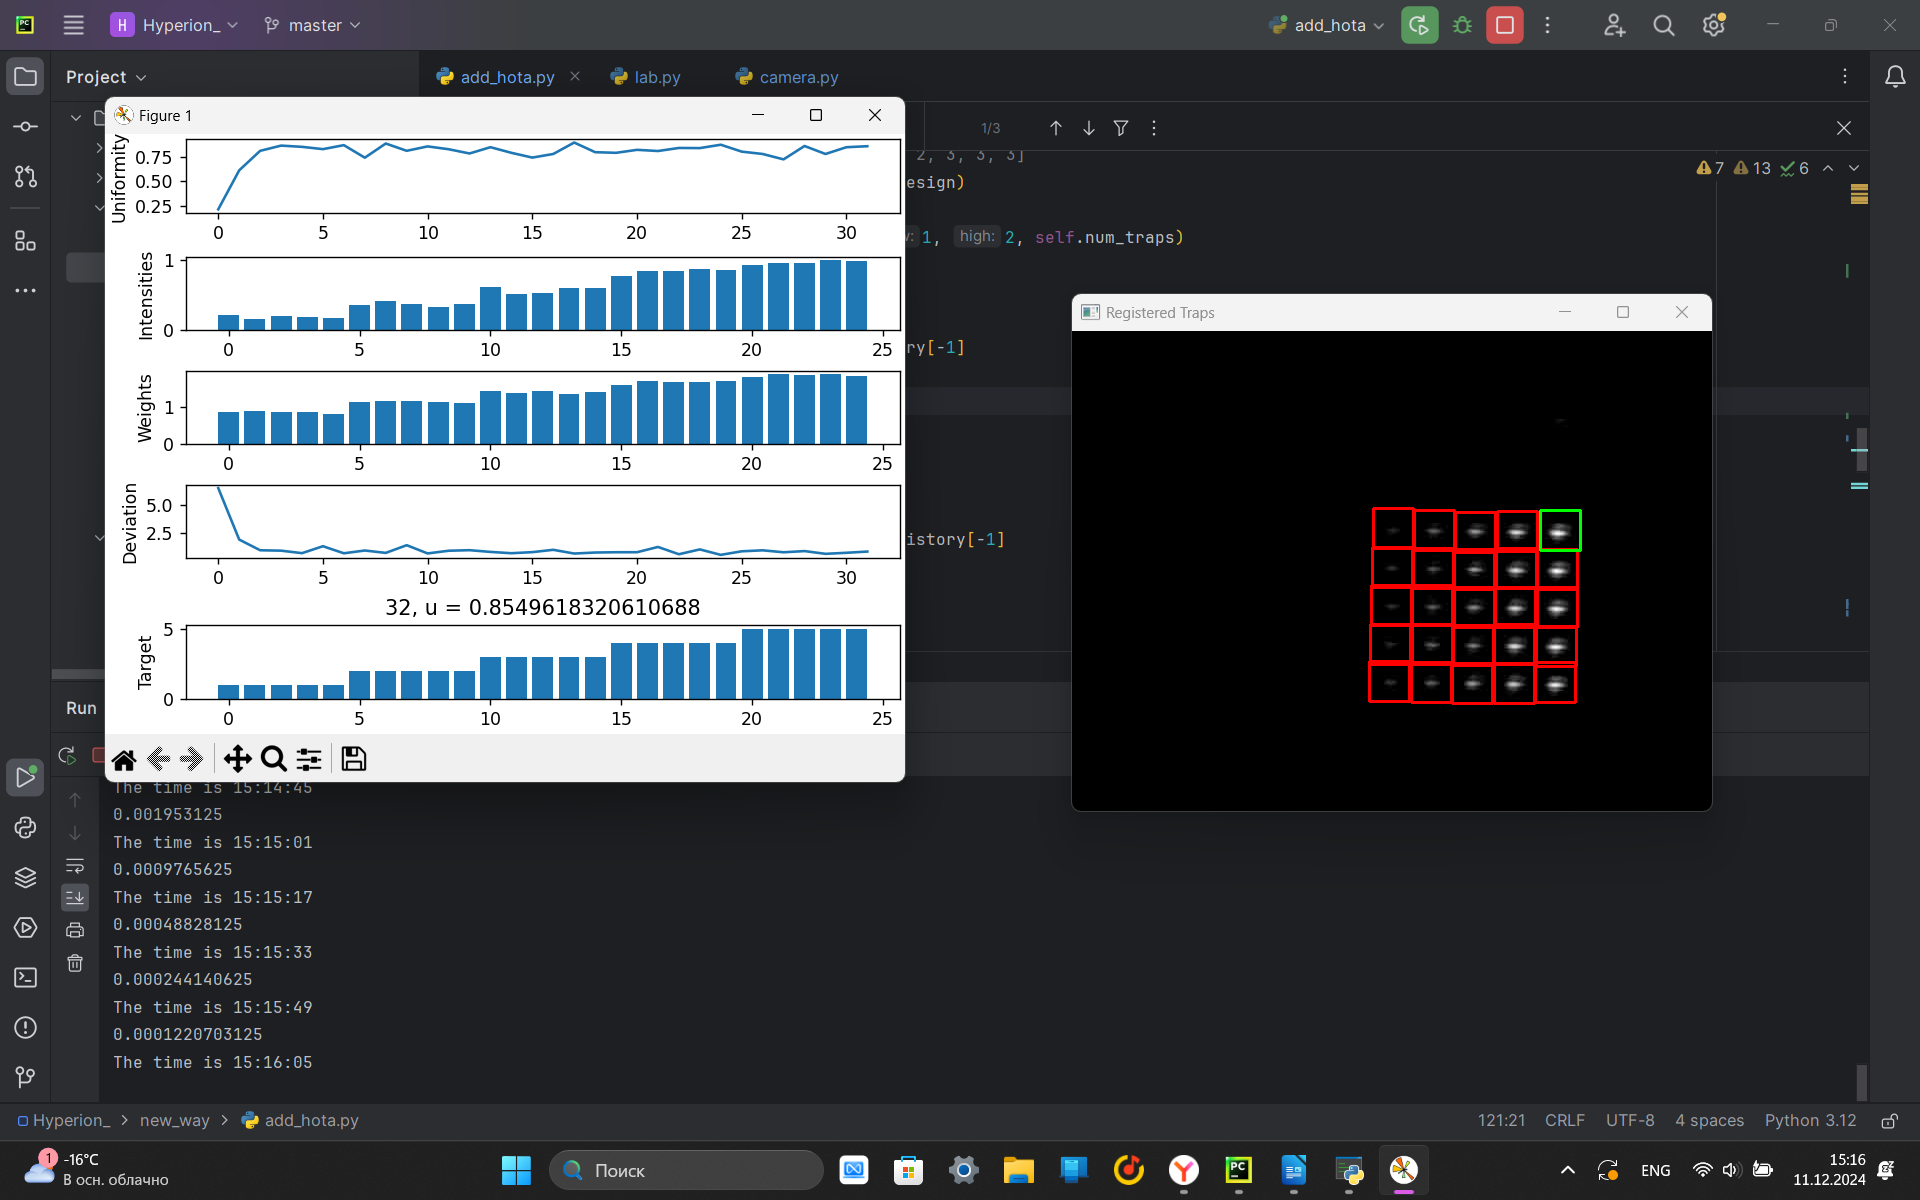 H Hyperion_ master add_hota
Project add_hota.py lab.py camera.py
Figure 1
1/3
2, 3, 3, 3]
esign)
7 13 6
1, high: 2, self.num_traps)
ry[-1]
istory[-1]
Uniformity
0.75
0.50
0.25
0 5 10 15 20 25 30
Intensities
1
0
0 5 10 15 20 25
Weights
1
0
0 5 10 15 20 25
Deviation
5.0
2.5
0 5 10 15 20 25 30
32, u = 0.8549618320610688
Target
5
0
0 5 10 15 20 25
Registered Traps
Run
The time is 15:14:45
0.001953125
The time is 15:15:01
0.0009765625
The time is 15:15:17
0.00048828125
The time is 15:15:33
0.000244140625
The time is 15:15:49
0.0001220703125
The time is 15:16:05
Hyperion_ > new_way > add_hota.py 121:21 CRLF UTF-8 4 spaces Python 3.12
1 -16°C
В осн. облачно
Поиск
ENG
15:16
11.12.2024